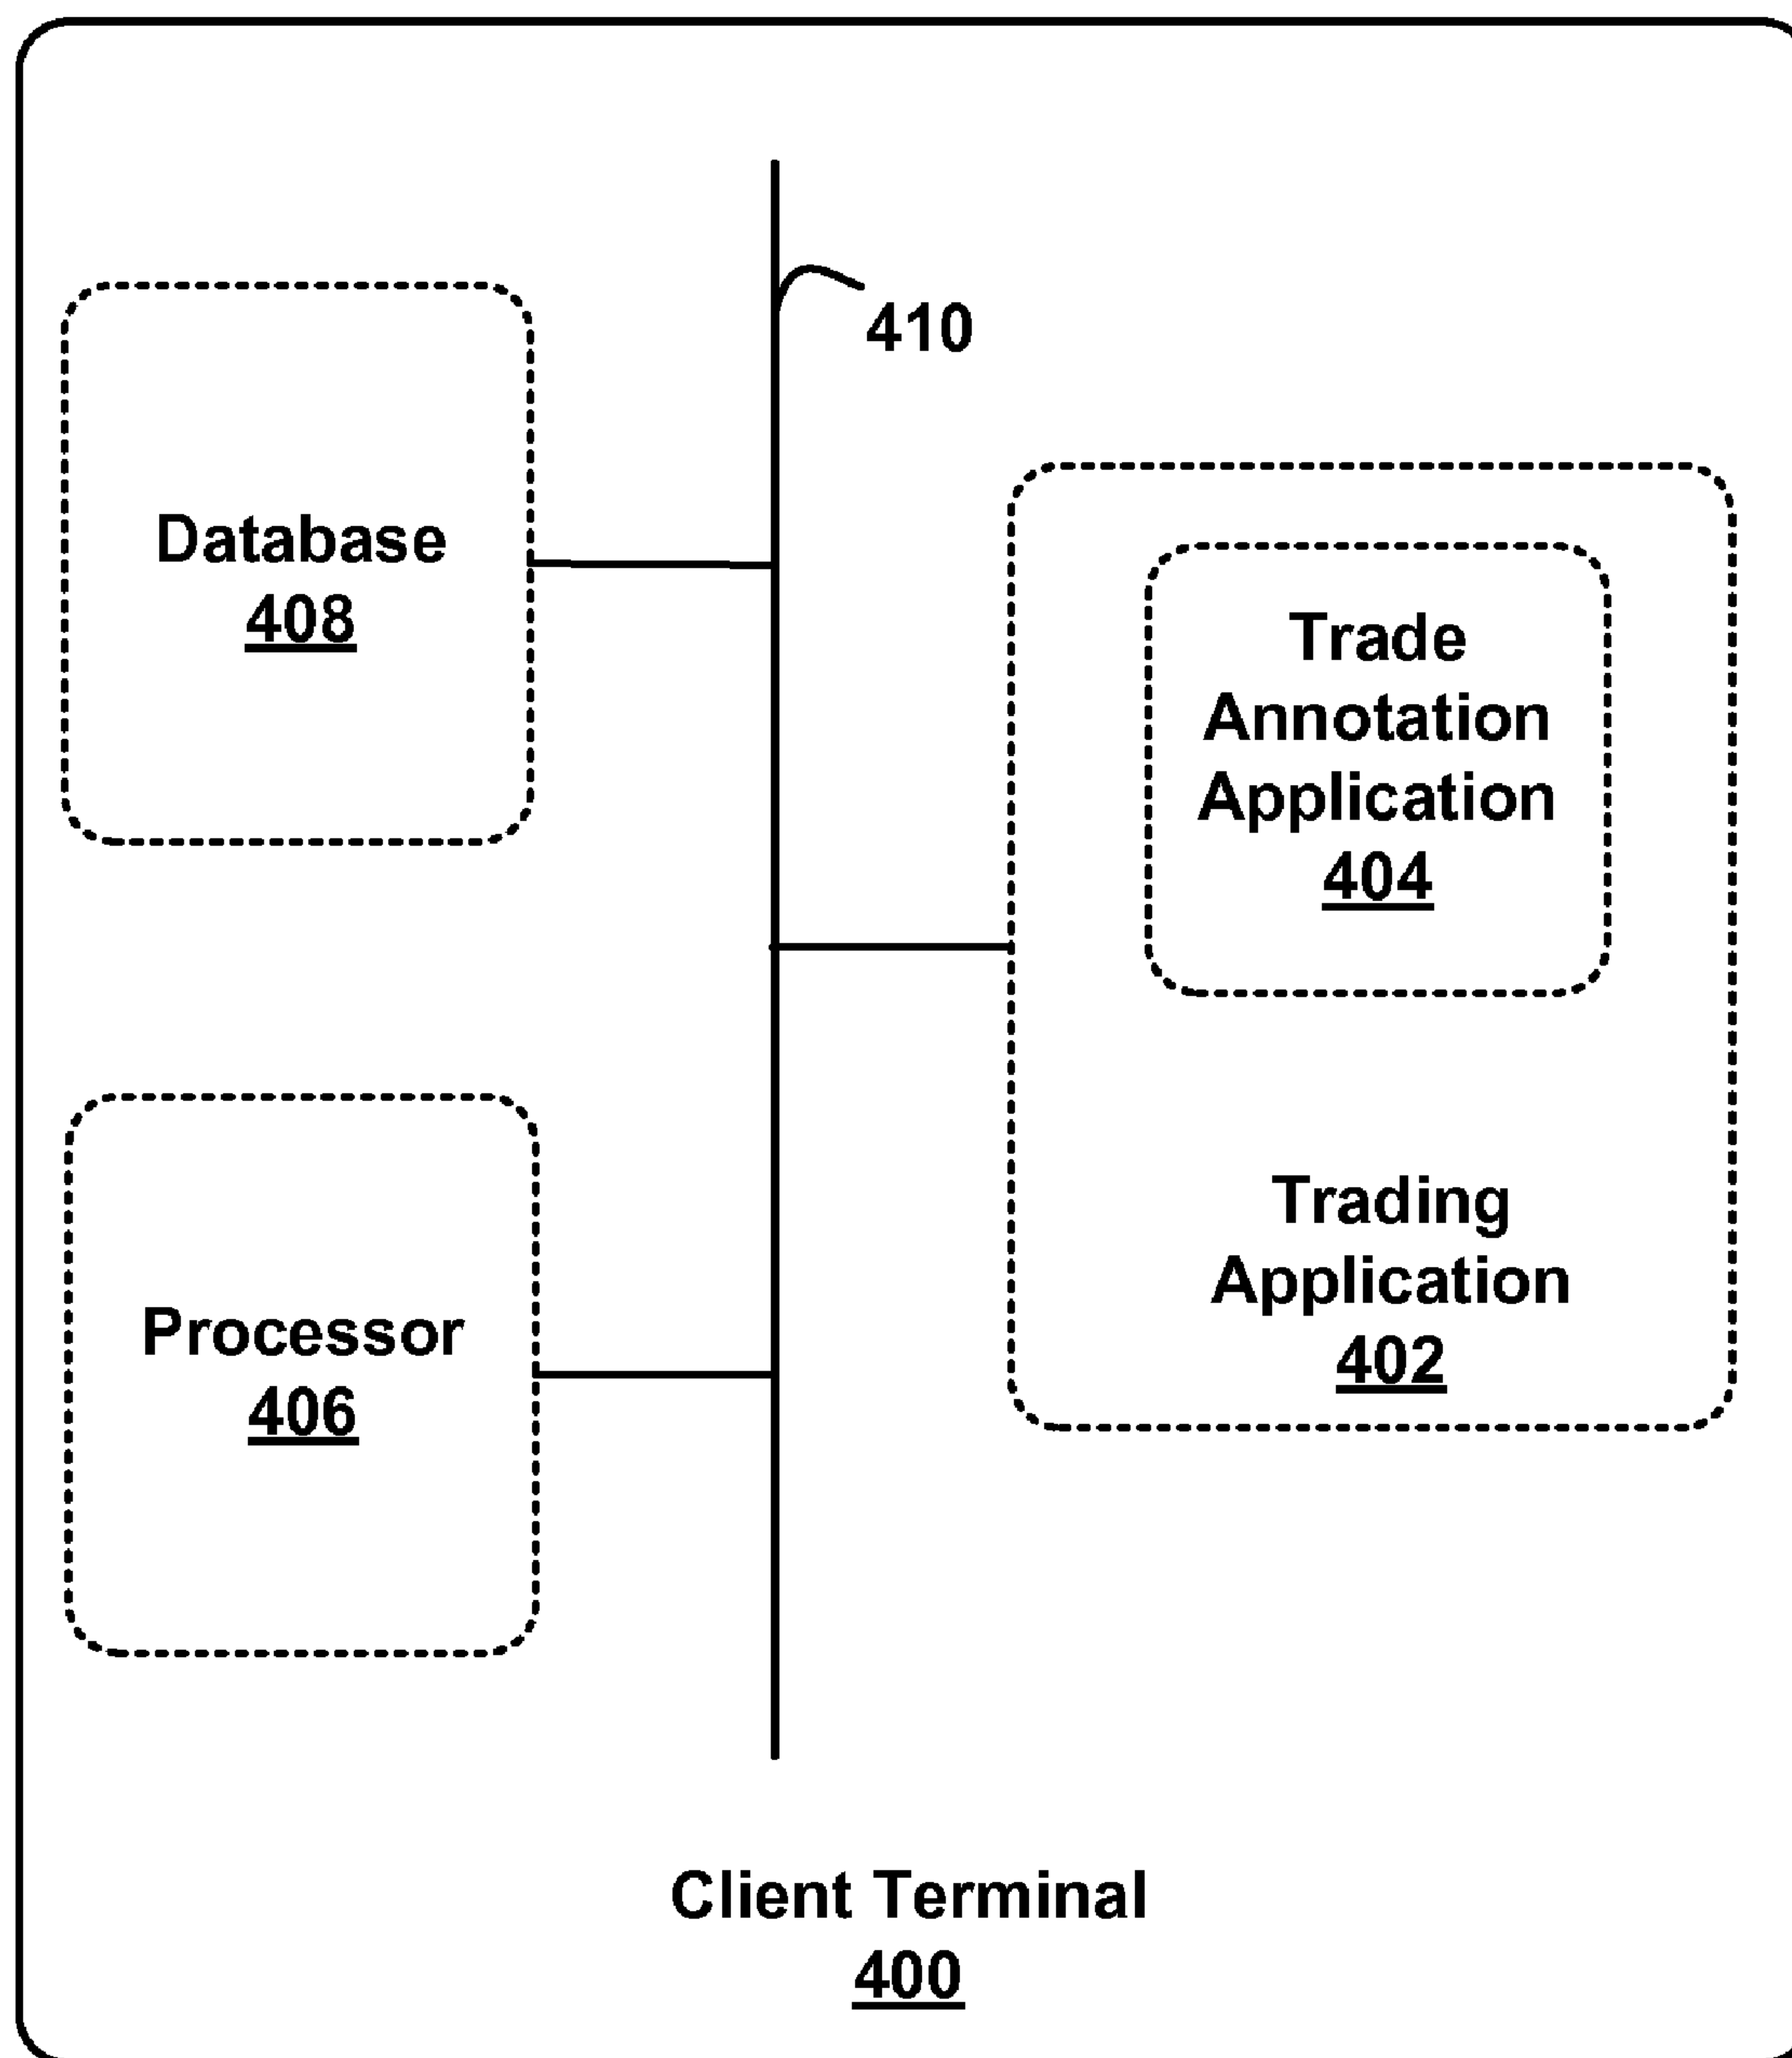 410
Database
408
Trade
Annotation
Application
404
Trading
Application
402
Processor
406
Client Terminal
400